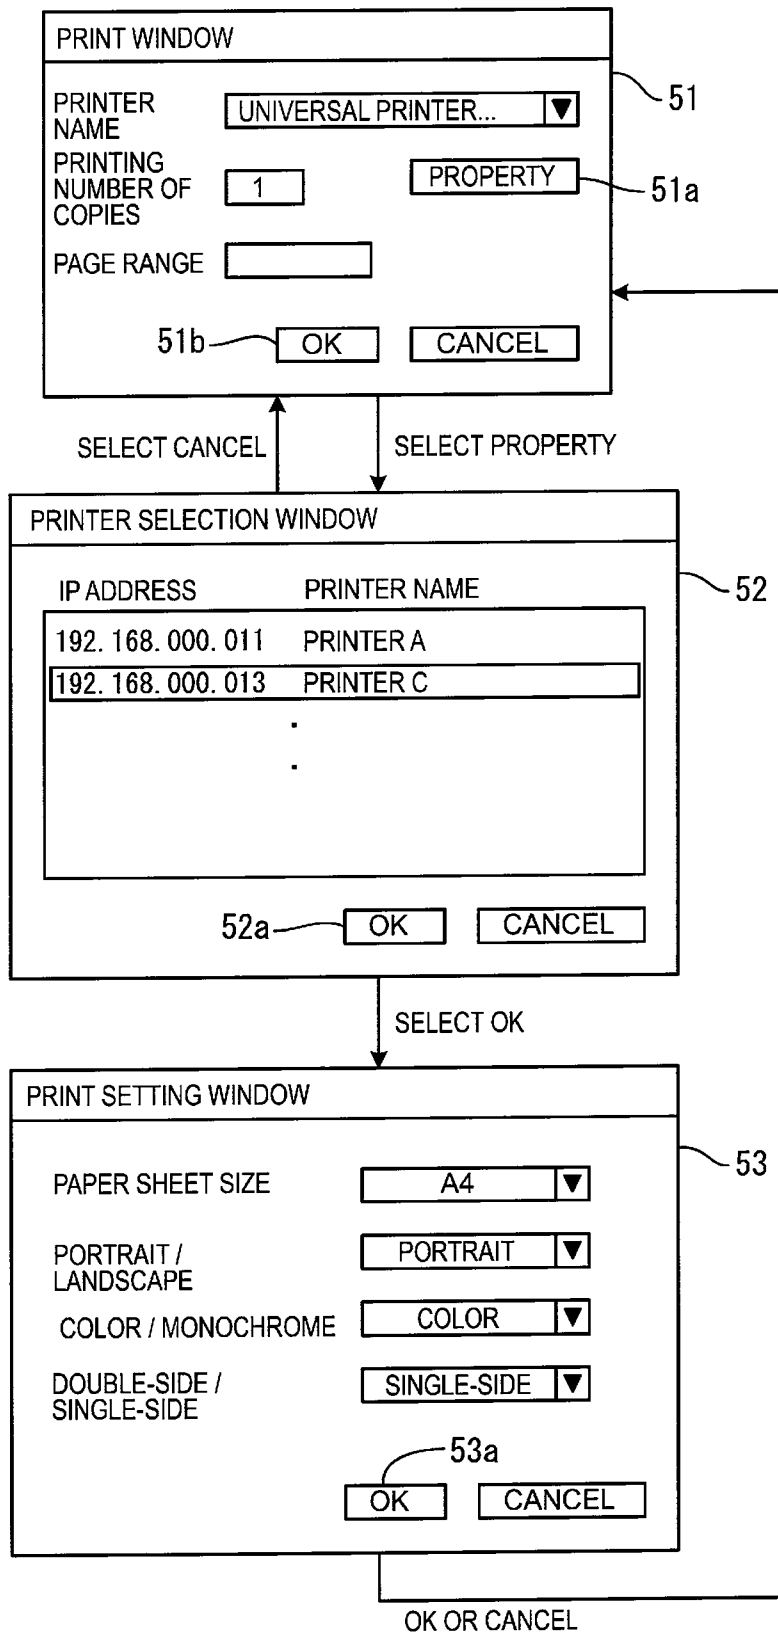 PRINT WINDOW
51
PRINTER
NAME
UNIVERSAL PRINTER... ▼
PRINTING
NUMBER OF
COPIES
1
PROPERTY
51a
PAGE RANGE
51b
OK
CANCEL
SELECT CANCEL
SELECT PROPERTY
PRINTER SELECTION WINDOW
52
IP ADDRESS PRINTER NAME
192. 168. 000. 011 PRINTER A
192. 168. 000. 013 PRINTER C
.
.
52a
OK
CANCEL
SELECT OK
PRINT SETTING WINDOW
53
PAPER SHEET SIZE
A4 ▼
PORTRAIT /
LANDSCAPE
PORTRAIT ▼
COLOR / MONOCHROME
COLOR ▼
DOUBLE-SIDE /
SINGLE-SIDE
SINGLE-SIDE ▼
53a
OK
CANCEL
OK OR CANCEL